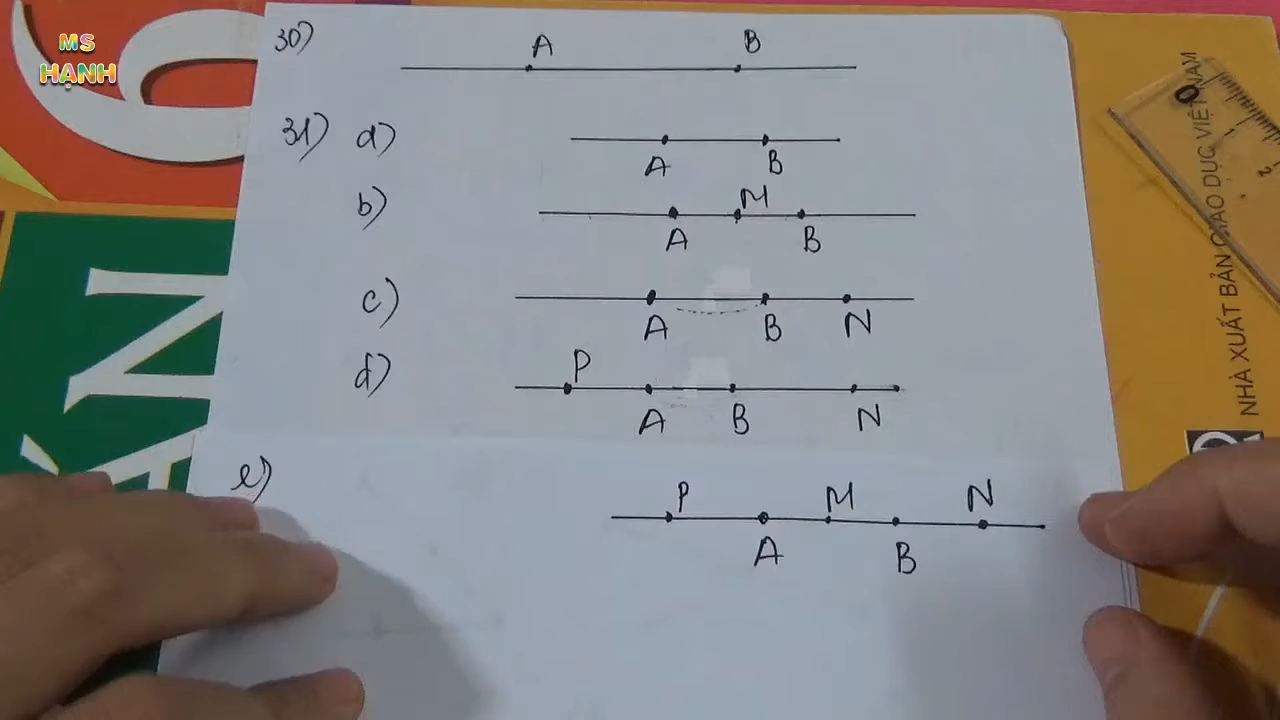 MS
HẠNH
30)
A B
31) a)
A B
b)
M
A B
c)
A B N
d)
P
A B N
e)
P M N
A B
NHÀ XUẤT BẢN GIÁO DỤC VIỆT NAM
0